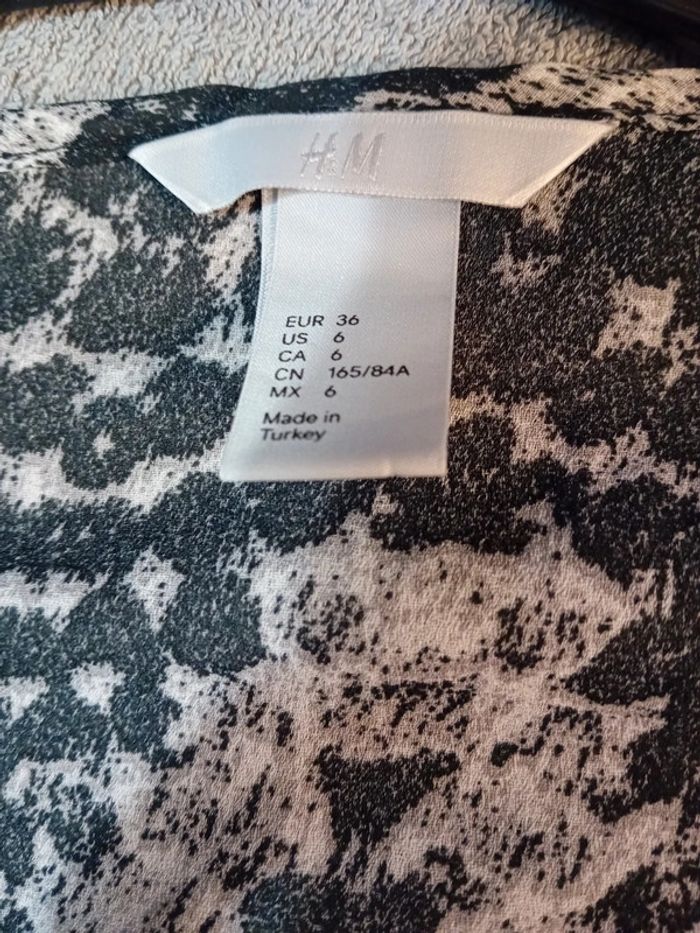 H&M
EUR 36
US 6
CA 6
CN 165/84A
MX 6
Made in
Turkey